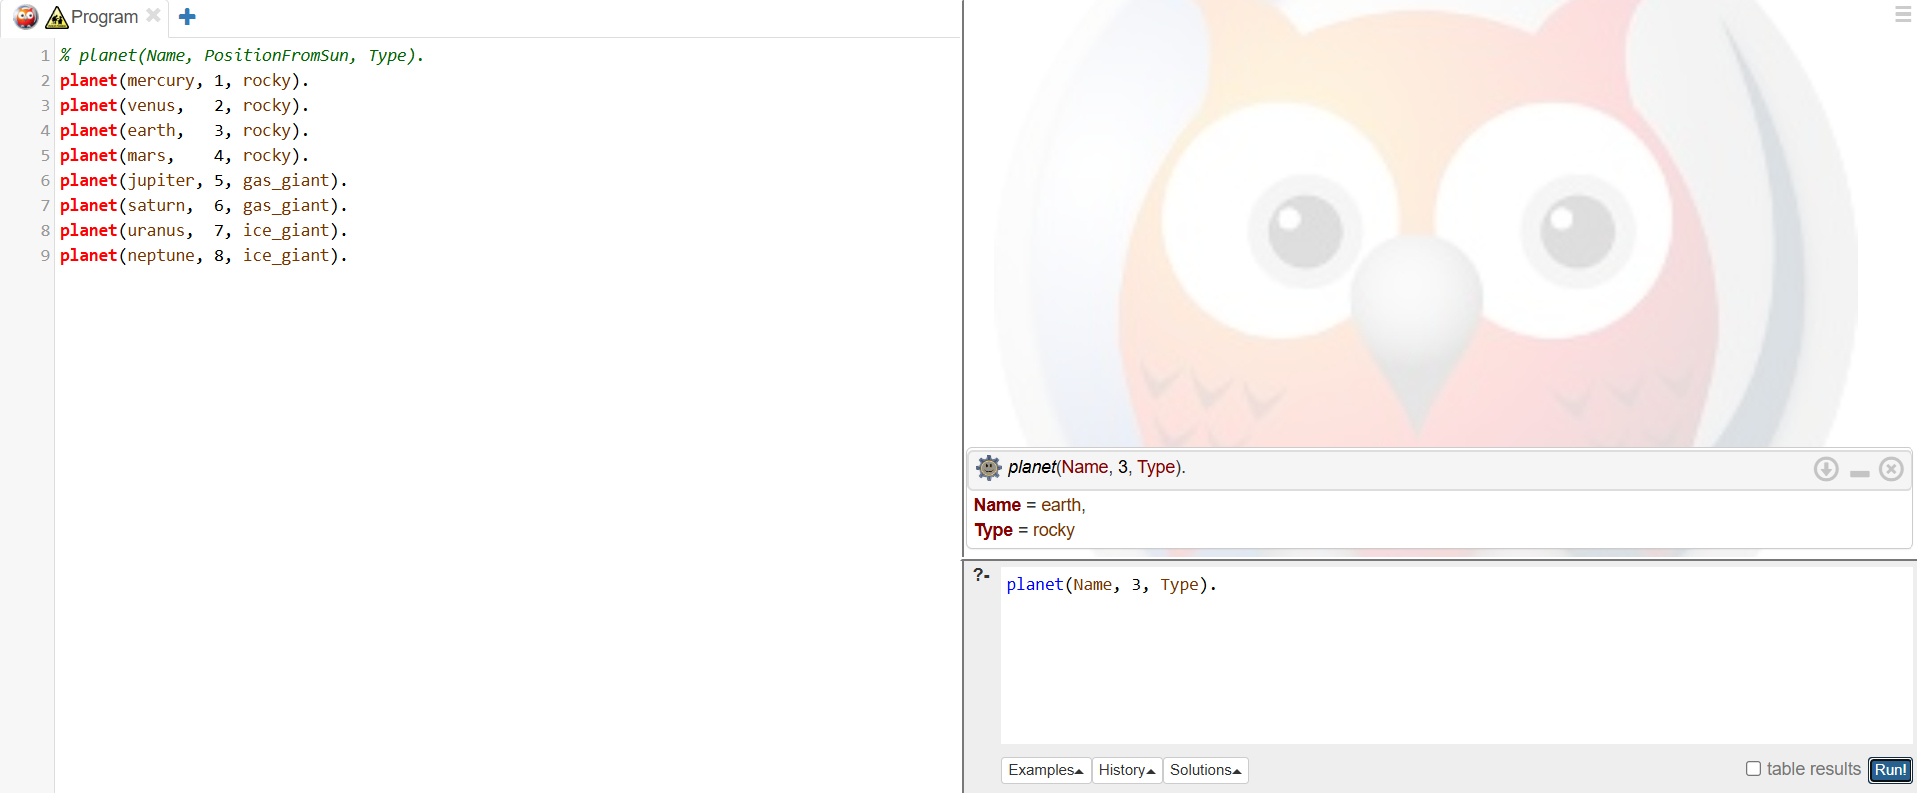 Program
1 % planet(Name, PositionFromSun, Type).
2 planet(mercury, 1, rocky).
3 planet(venus,   2, rocky).
4 planet(earth,   3, rocky).
5 planet(mars,    4, rocky).
6 planet(jupiter, 5, gas_giant).
7 planet(saturn,  6, gas_giant).
8 planet(uranus,  7, ice_giant).
9 planet(neptune, 8, ice_giant).
planet(Name, 3, Type).
Name = earth,
Type = rocky
?- planet(Name, 3, Type).
Examples History Solutions table results Run!